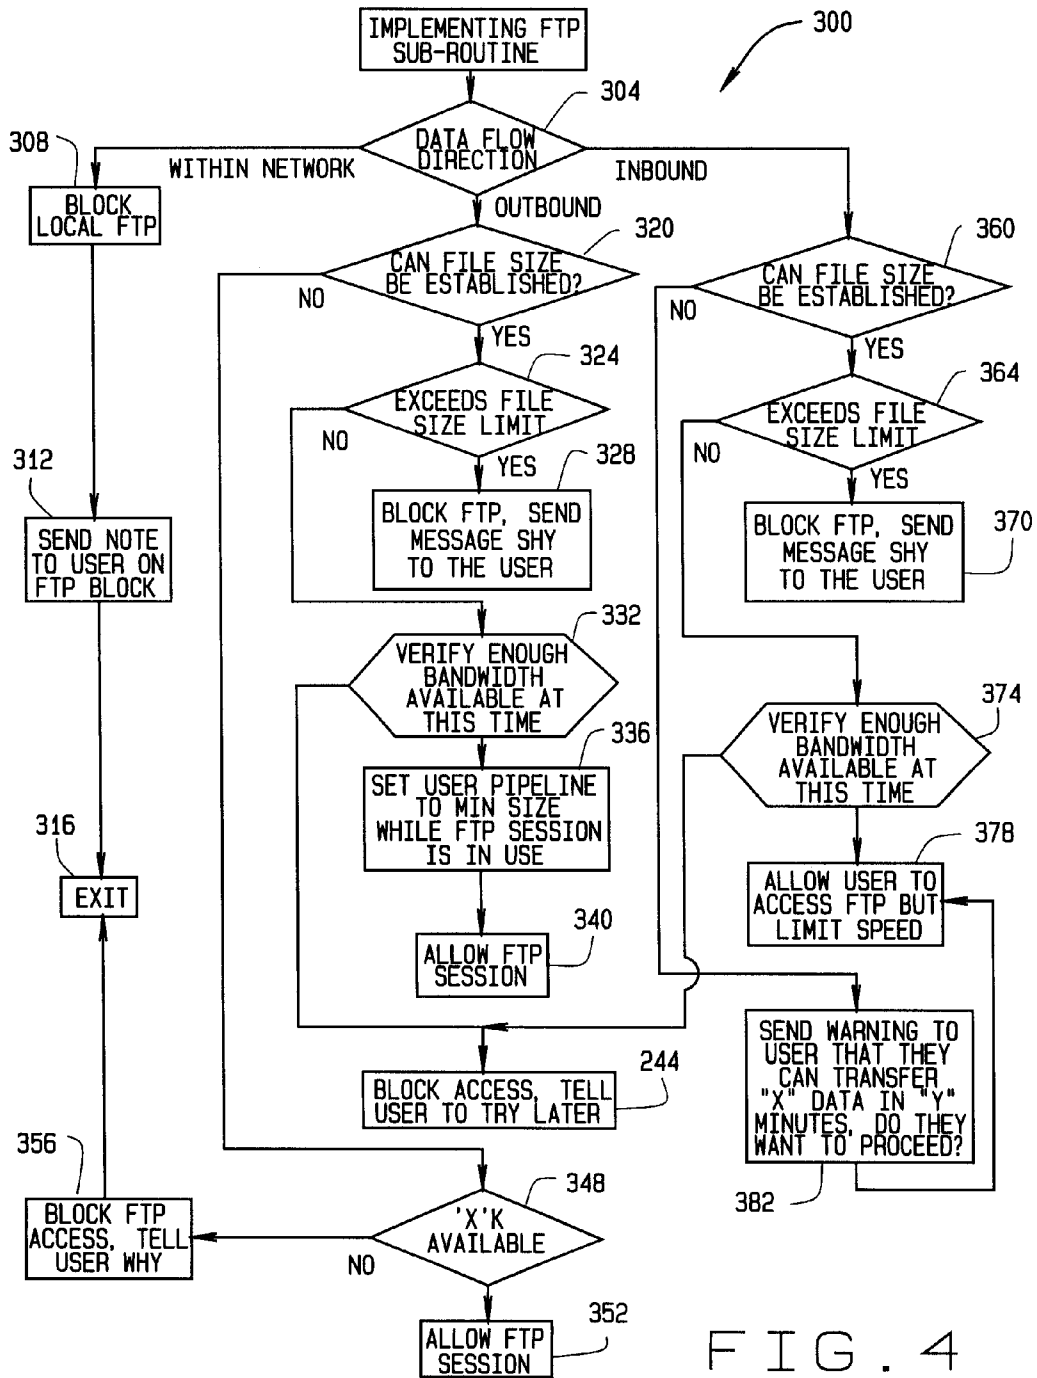 IMPLEMENTING FTP
SUB-ROUTINE
300
304
DATA FLOW
DIRECTION
308
WITHIN NETWORK
INBOUND
BLOCK
LOCAL FTP
OUTBOUND
320
360
CAN FILE SIZE
BE ESTABLISHED?
NO
YES
CAN FILE SIZE
BE ESTABLISHED?
NO
YES
324
364
EXCEEDS FILE
SIZE LIMIT
NO
YES
EXCEEDS FILE
SIZE LIMIT
NO
YES
312
328
370
SEND NOTE
TO USER ON
FTP BLOCK
BLOCK FTP, SEND
MESSAGE SHY
TO THE USER
BLOCK FTP, SEND
MESSAGE SHY
TO THE USER
332
VERIFY ENOUGH
BANDWIDTH
AVAILABLE AT
THIS TIME
374
VERIFY ENOUGH
BANDWIDTH
AVAILABLE AT
THIS TIME
336
SET USER PIPELINE
TO MIN SIZE
WHILE FTP SESSION
IS IN USE
316
EXIT
378
ALLOW USER TO
ACCESS FTP BUT
LIMIT SPEED
340
ALLOW FTP
SESSION
244
BLOCK ACCESS, TELL
USER TO TRY LATER
SEND WARNING TO
USER THAT THEY
CAN TRANSFER
"X" DATA IN "Y"
MINUTES, DO THEY
WANT TO PROCEED?
382
356
BLOCK FTP
ACCESS, TELL
USER WHY
348
'X'K
AVAILABLE
NO
352
ALLOW FTP
SESSION
FIG. 4